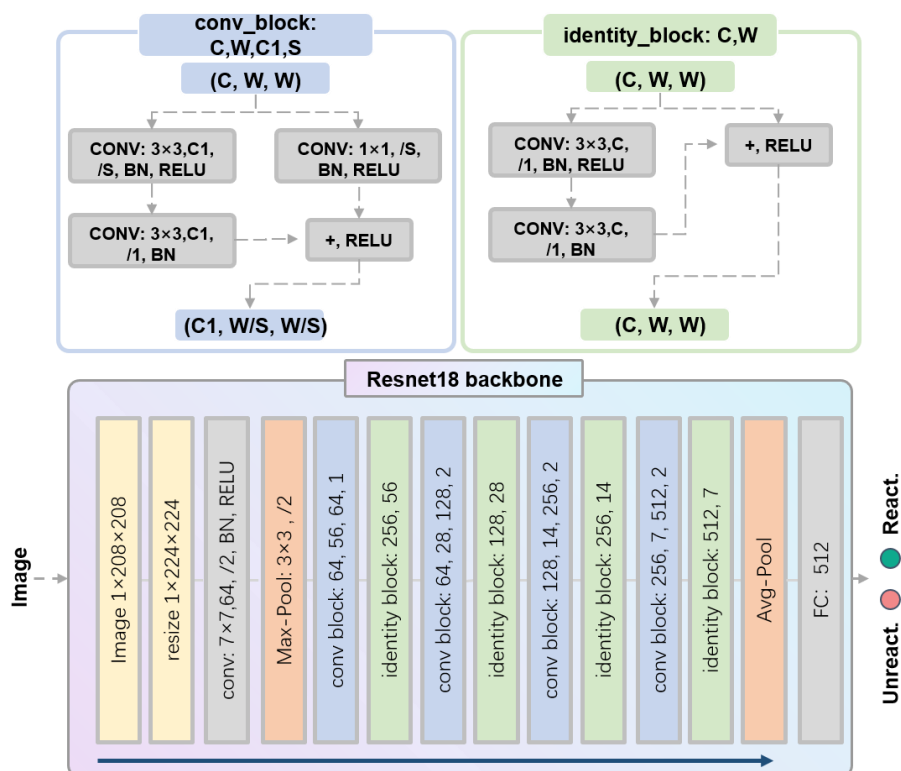 conv_block:
C,W,C1,S
(C, W, W)
CONV: 3×3,C1,
/S, BN, RELU
CONV: 1×1, /S,
BN, RELU
CONV: 3×3,C1,
/1, BN
+, RELU
(C1, W/S, W/S)
identity_block: C,W
(C, W, W)
CONV: 3×3,C,
/1, BN, RELU
+, RELU
CONV: 3×3,C,
/1, BN
(C, W, W)
Resnet18 backbone
Image
Image 1×208×208
resize 1×224×224
conv: 7×7,64, /2, BN, RELU
Max-Pool: 3×3 , /2
conv block: 64, 56, 64, 1
identity block: 256, 56
conv block: 64, 28, 128, 2
identity block: 128, 28
conv block: 128, 14, 256, 2
identity block: 256, 14
conv block: 256, 7, 512, 2
identity block: 512, 7
Avg-Pool
FC: 512
Unreact.
React.